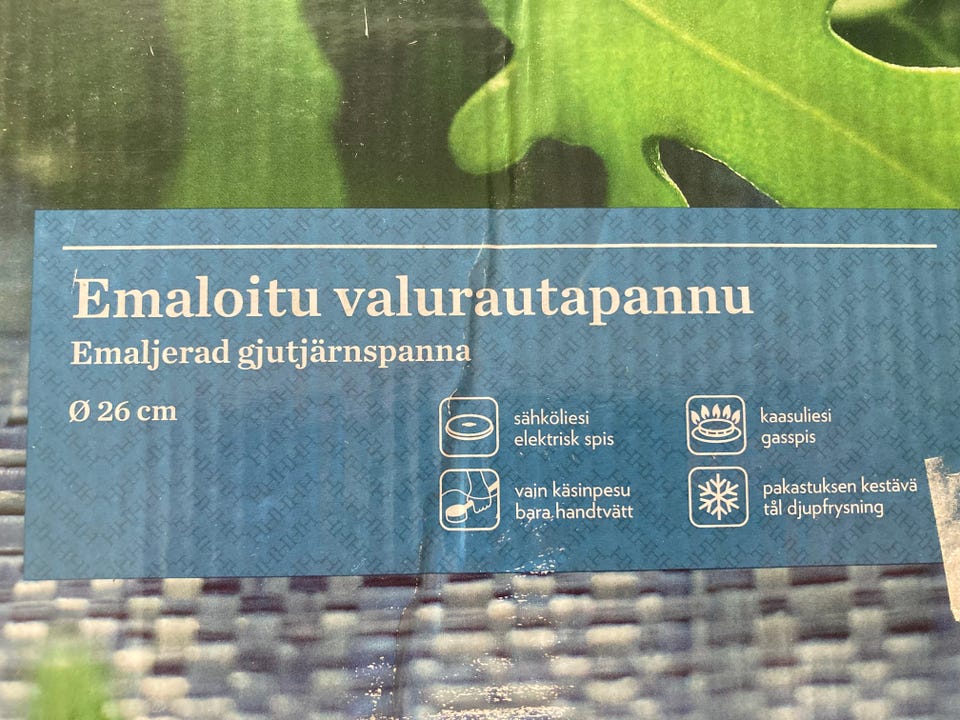 Emaloitu valurautapannu
Emaljerad gjutjärnspanna
Ø 26 cm
sähköliesi
elektrisk spis
kaasuliesi
gasspis
vain käsinpesu
bara handtvätt
pakastuksen kestävä
tål djupfrysning